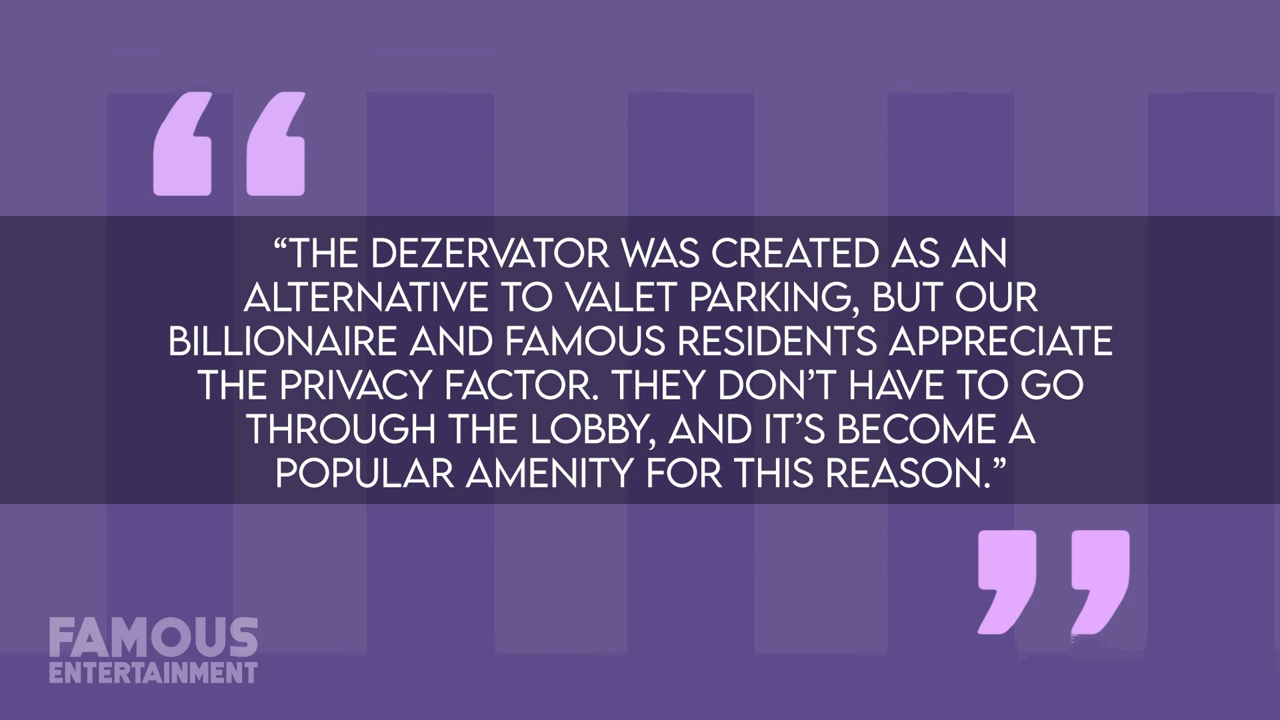 “THE DEZERVATOR WAS CREATED AS AN
ALTERNATIVE TO VALET PARKING, BUT OUR
BILLIONAIRE AND FAMOUS RESIDENTS APPRECIATE
THE PRIVACY FACTOR. THEY DON’T HAVE TO GO
THROUGH THE LOBBY, AND IT’S BECOME A
POPULAR AMENITY FOR THIS REASON.”
FAMOUS
ENTERTAINMENT